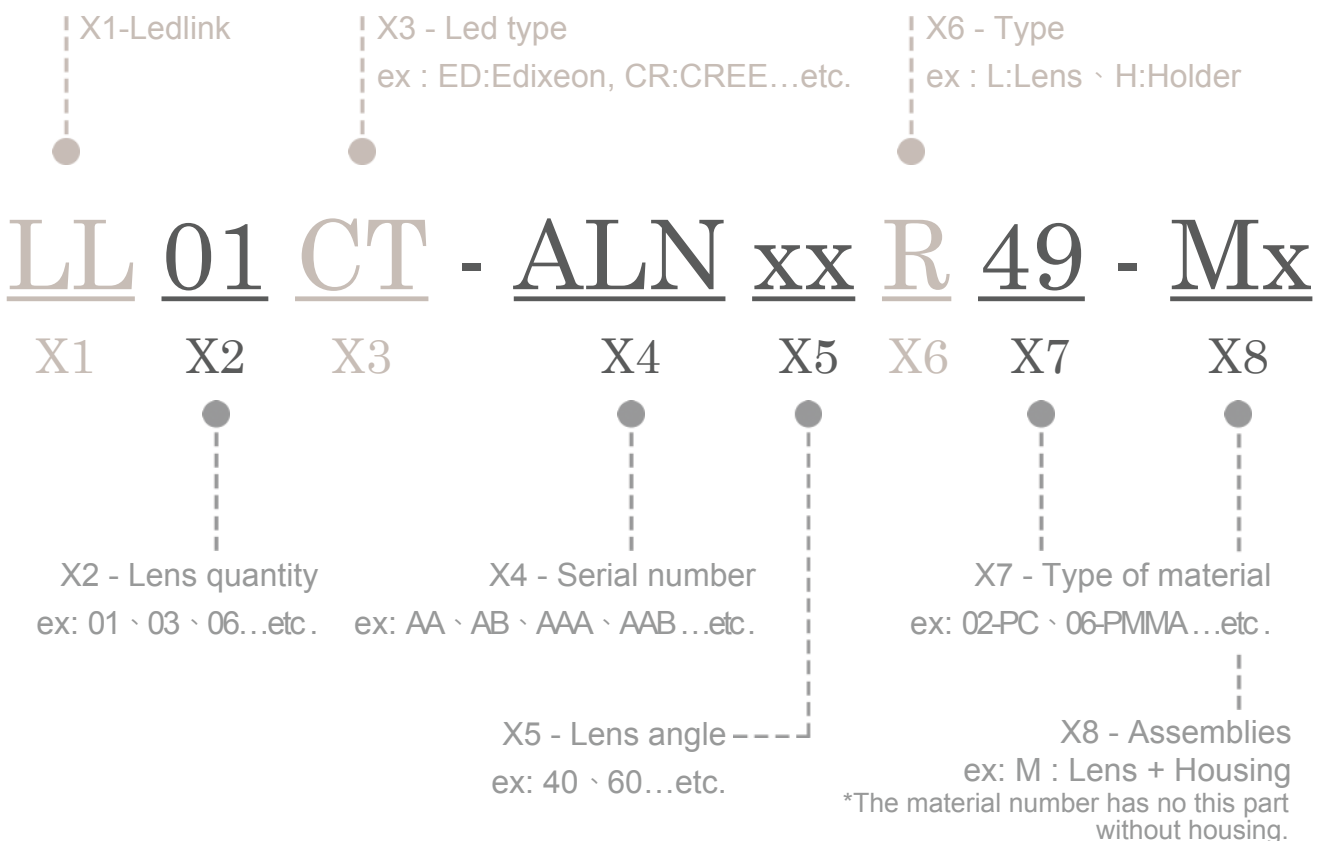 X1-Ledlink
X3 - Led type
ex : ED:Edixeon, CR:CREE…etc.
X6 - Type
ex : L:Lens、H:Holder
LL 01 CT - ALN xx R 49 - Mx
X1 X2 X3 X4 X5 X6 X7 X8
X2 - Lens quantity
ex: 01、03、06…etc.
X4 - Serial number
ex: AA、AB、AAA、AAB…etc.
X7 - Type of material
ex: 02-PC、06-PMMA…etc.
X5 - Lens angle
ex: 40、60…etc.
X8 - Assemblies
ex: M : Lens + Housing
*The material number has no this part
without housing.